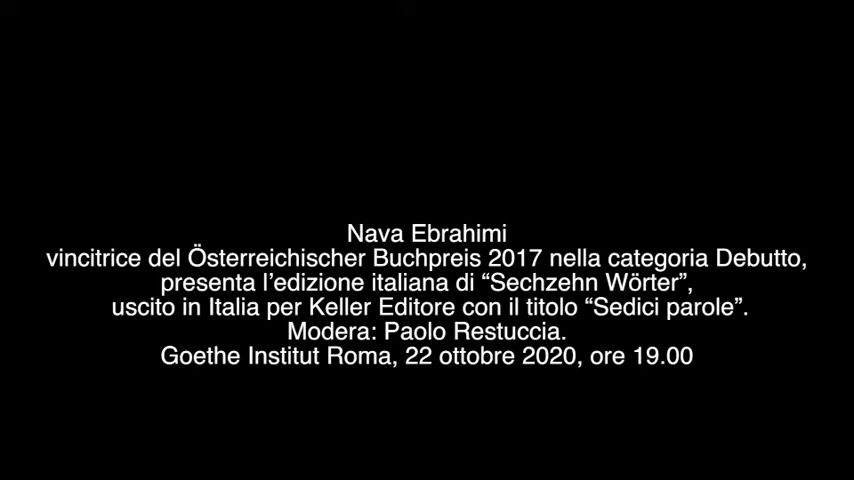 Nava Ebrahimi
vincitrice del Österreichischer Buchpreis 2017 nella categoria Debutto,
presenta l’edizione italiana di “Sechzehn Wörter”,
uscito in Italia per Keller Editore con il titolo “Sedici parole”.
Modera: Paolo Restuccia.
Goethe Institut Roma, 22 ottobre 2020, ore 19.00